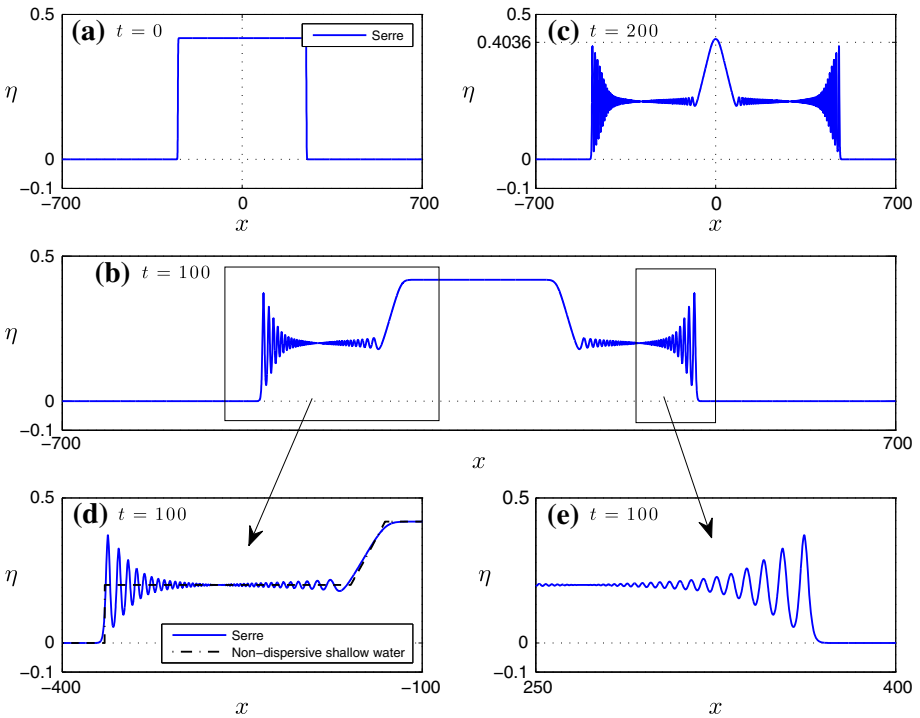 0.5
(a) t = 0
Serre
η
0
−0.1
−700
0
700
x
0.5
(c) t = 200
0.4036
η
0
−0.1
−700
0
700
x
0.5
(b) t = 100
η
0
−0.1
−700
700
x
0.5
(d) t = 100
η
0
Serre
Non−dispersive shallow water
−0.1
−400
−100
x
0.5
(e) t = 100
η
0
−0.1
250
400
x